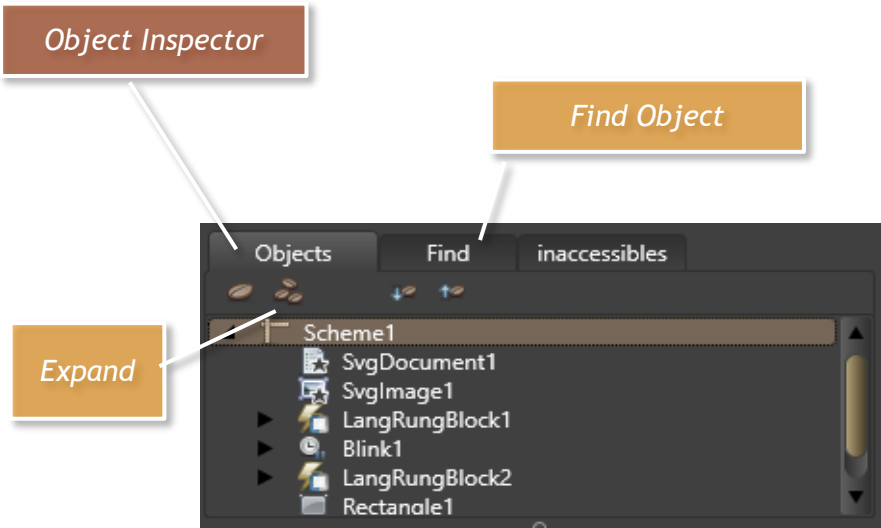 Object Inspector
Find Object
Objects
Find
inaccessibles
Expand
Scheme1
SvgDocument1
SvgImage1
LangRungBlock1
Blink1
LangRungBlock2
Rectangle1